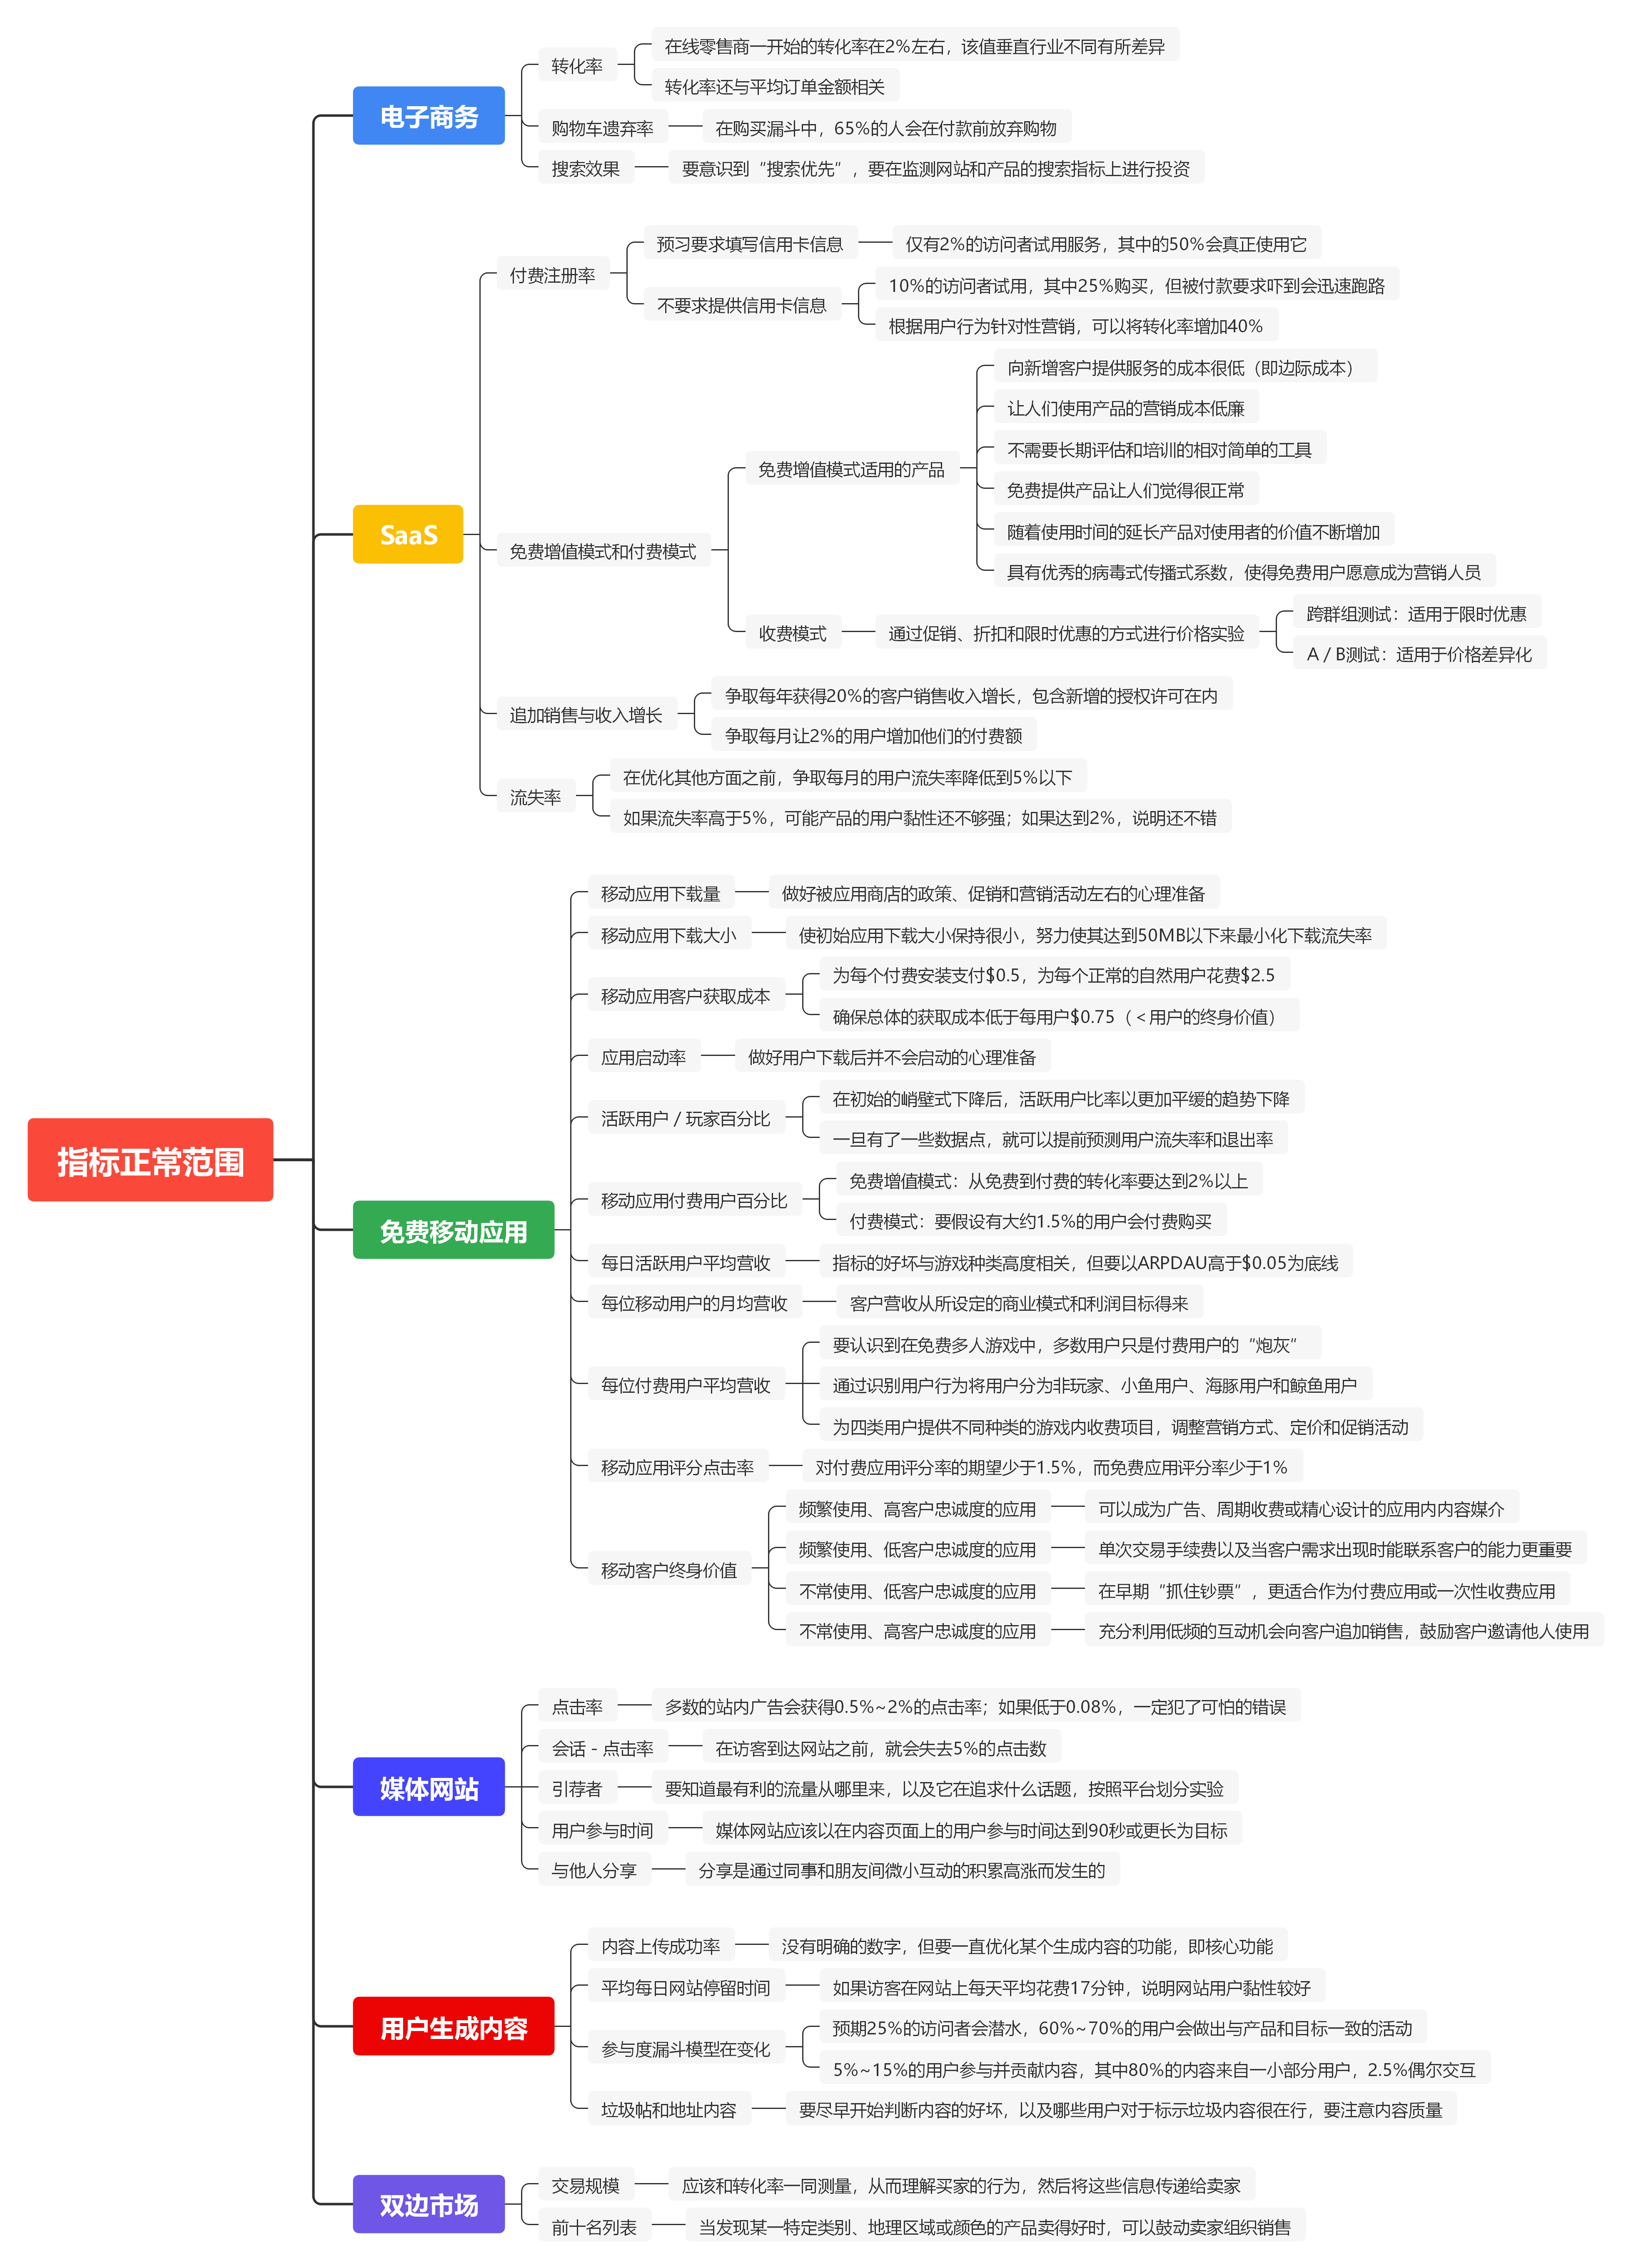 指标正常范围
电子商务
转化率
在线零售商一开始的转化率在2%左右，该值垂直行业不同有所差异
转化率还与平均订单金额相关
购物车遗弃率
在购买漏斗中，65%的人会在付款前放弃购物
搜索效果
要意识到“搜索优先”，要在监测网站和产品的搜索指标上进行投资
SaaS
付费注册率
预习要求填写信用卡信息
仅有2%的访问者试用服务，其中的50%会真正使用它
不要求提供信用卡信息
10%的访问者试用，其中25%购买，但被付款要求吓到会迅速跑路
根据用户行为针对性营销，可以将转化率增加40%
免费增值模式和付费模式
免费增值模式适用的产品
向新增客户提供服务的成本很低（即边际成本）
让人们使用产品的营销成本低廉
不需要长期评估和培训的相对简单的工具
免费提供产品让人们觉得很正常
随着使用时间的延长产品对使用者的价值不断增加
具有优秀的病毒式传播式系数，使得免费用户愿意成为营销人员
收费模式
通过促销、折扣和限时优惠的方式进行价格实验
跨群组测试：适用于限时优惠
A / B测试：适用于价格差异化
追加销售与收入增长
争取每年获得20%的客户销售收入增长，包含新增的授权许可在内
争取每月让2%的用户增加他们的付费额
流失率
在优化其他方面之前，争取每月的用户流失率降低到5%以下
如果流失率高于5%，可能产品的用户黏性还不够强；如果达到2%，说明还不错
免费移动应用
移动应用下载量
做好被应用商店的政策、促销和营销活动左右的心理准备
移动应用下载大小
使初始应用下载大小保持很小，努力使其达到50MB以下来最小化下载流失率
移动应用客户获取成本
为每个付费安装支付$0.5，为每个正常的自然用户花费$2.5
确保总体的获取成本低于每用户$0.75（＜用户的终身价值）
应用启动率
做好用户下载后并不会启动的心理准备
活跃用户 / 玩家百分比
在初始的峭壁式下降后，活跃用户比率以更加平缓的趋势下降
一旦有了一些数据点，就可以提前预测用户流失率和退出率
移动应用付费用户百分比
免费增值模式：从免费到付费的转化率要达到2%以上
付费模式：要假设有大约1.5%的用户会付费购买
每日活跃用户平均营收
指标的好坏与游戏种类高度相关，但要以ARPDAU高于$0.05为底线
每位移动用户的月均营收
客户营收从所设定的商业模式和利润目标得来
每位付费用户平均营收
要认识到在免费多人游戏中，多数用户只是付费用户的“炮灰”
通过识别用户行为将用户分为非玩家、小鱼用户、海豚用户和鲸鱼用户
为四类用户提供不同种类的游戏内收费项目，调整营销方式、定价和促销活动
移动应用评分点击率
对付费应用评分率的期望少于1.5%，而免费应用评分率少于1%
移动客户终身价值
频繁使用、高客户忠诚度的应用
可以成为广告、周期收费或精心设计的应用内内容媒介
频繁使用、低客户忠诚度的应用
单次交易手续费以及当客户需求出现时能联系客户的能力更重要
不常使用、低客户忠诚度的应用
在早期“抓住钞票”，更适合作为付费应用或一次性收费应用
不常使用、高客户忠诚度的应用
充分利用低频的互动机会向客户追加销售，鼓励客户邀请他人使用
媒体网站
点击率
多数的站内广告会获得0.5%~2%的点击率；如果低于0.08%，一定犯了可怕的错误
会话 - 点击率
在访客到达网站之前，就会失去5%的点击数
引荐者
要知道最有利的流量从哪里来，以及它在追求什么话题，按照平台划分实验
用户参与时间
媒体网站应该以在内容页面上的用户参与时间达到90秒或更长为目标
与他人分享
分享是通过同事和朋友间微小互动的积累高涨而发生的
用户生成内容
内容上传成功率
没有明确的数字，但要一直优化某个生成内容的功能，即核心功能
平均每日网站停留时间
如果访客在网站上每天平均花费17分钟，说明网站用户黏性较好
参与度漏斗模型在变化
预期25%的访问者会潜水，60%~70%的用户会做出与产品和目标一致的活动
5%~15%的用户参与并贡献内容，其中80%的内容来自一小部分用户，2.5%偶尔交互
垃圾帖和地址内容
要尽早开始判断内容的好坏，以及哪些用户对于标示垃圾内容很在行，要注意内容质量
双边市场
交易规模
应该和转化率一同测量，从而理解买家的行为，然后将这些信息传递给卖家
前十名列表
当发现某一特定类别、地理区域或颜色的产品卖得好时，可以鼓动卖家组织销售